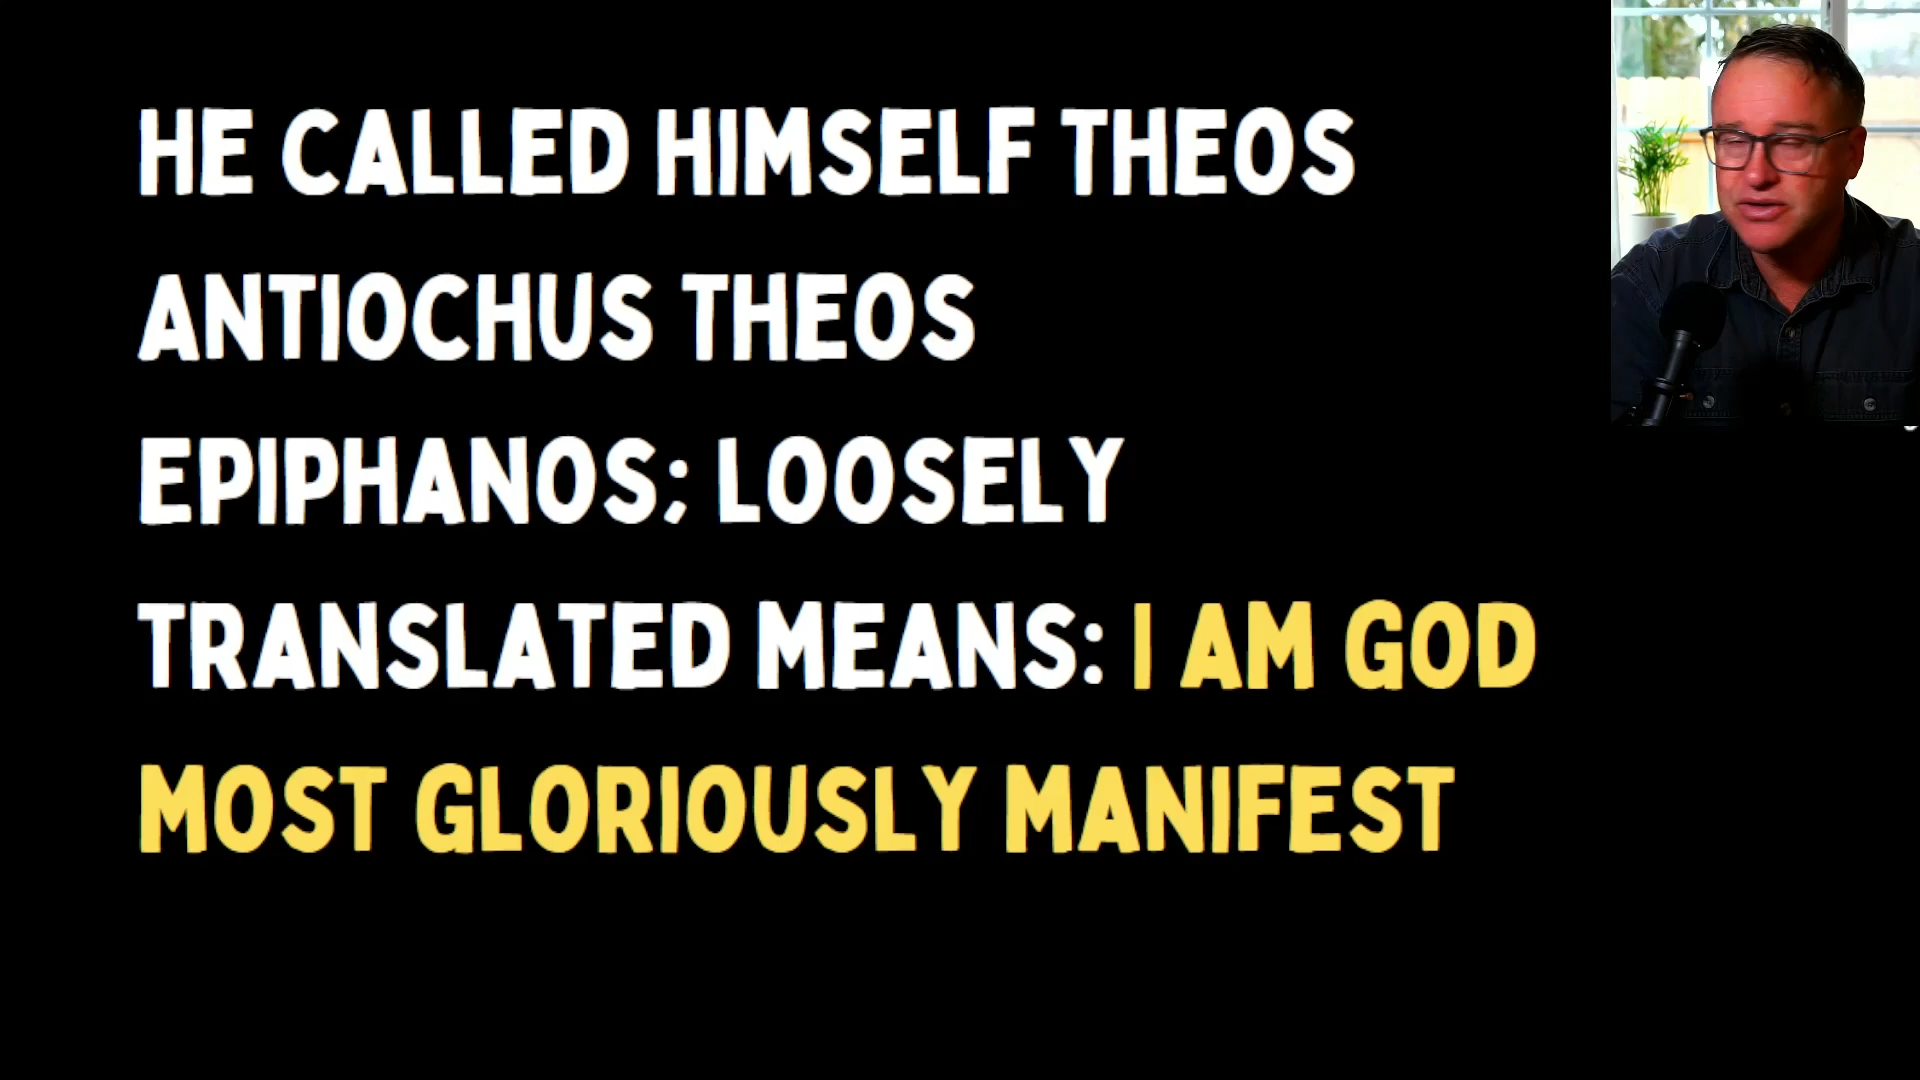 HE CALLED HIMSELF THEOS
ANTIOCHUS THEOS
EPIPHANOS; LOOSELY
TRANSLATED MEANS: I AM GOD
MOST GLORIOUSLY MANIFEST